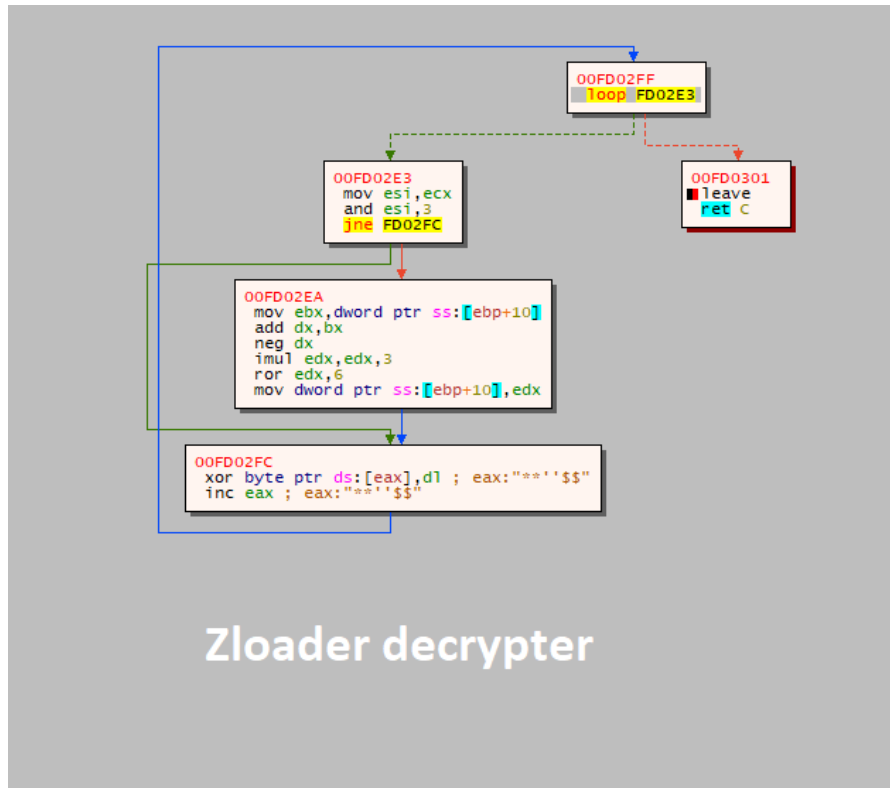 00FD02FF
loop FD02E3
00FD02E3
mov esi,ecx
and esi,3
jne FD02FC
00FD0301
leave
ret C
00FD02EA
mov ebx,dword ptr ss:[ebp+10]
add dx,bx
neg dx
imul edx,edx,3
ror edx,6
mov dword ptr ss:[ebp+10],edx
00FD02FC
xor byte ptr ds:[eax],dl ; eax:"**''$$"
inc eax ; eax:"**''$$"
Zloader decrypter